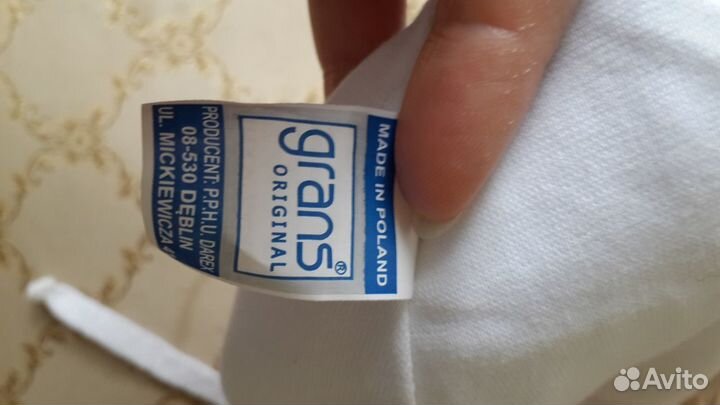 MADE IN POLAND
grans®
ORIGINAL
PRODUCENT: P.P.H.U. DAREX
08-530 DĘBLIN
UL. MICKIEWICZA
Avito